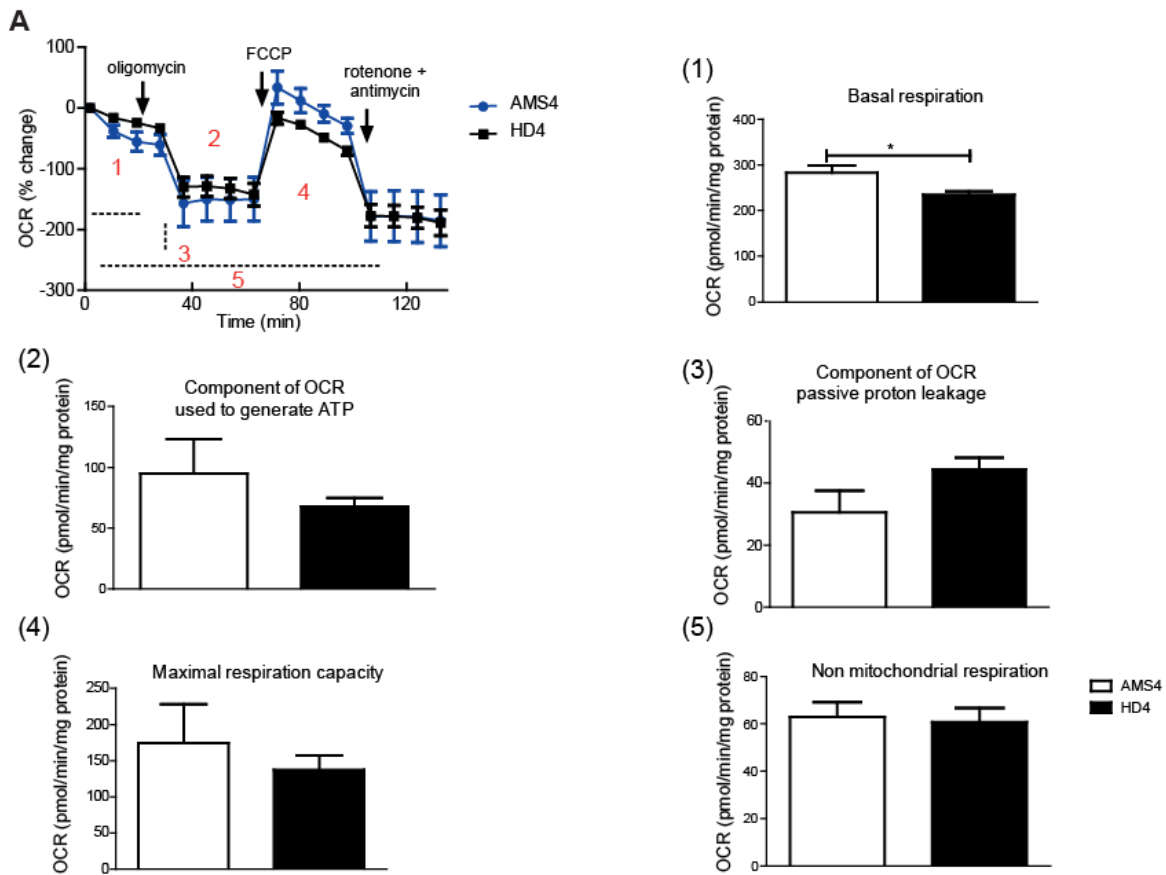 A
OCR (% change)
100
0
-100
-200
-300
0
40
80
120
Time (min)
oligomycin
FCCP
rotenone +
antimycin
1
2
3
4
5
AMS4
HD4
(1)
Basal respiration
OCR (pmol/min/mg protein)
400
300
200
100
0
*
(2)
Component of OCR
used to generate ATP
OCR (pmol/min/mg protein)
150
100
50
0
(3)
Component of OCR
passive proton leakage
OCR (pmol/min/mg protein)
60
40
20
0
(4)
Maximal respiration capacity
OCR (pmol/min/mg protein)
250
200
150
100
50
0
(5)
Non mitochondrial respiration
OCR (pmol/min/mg protein)
80
60
40
20
0
AMS4
HD4